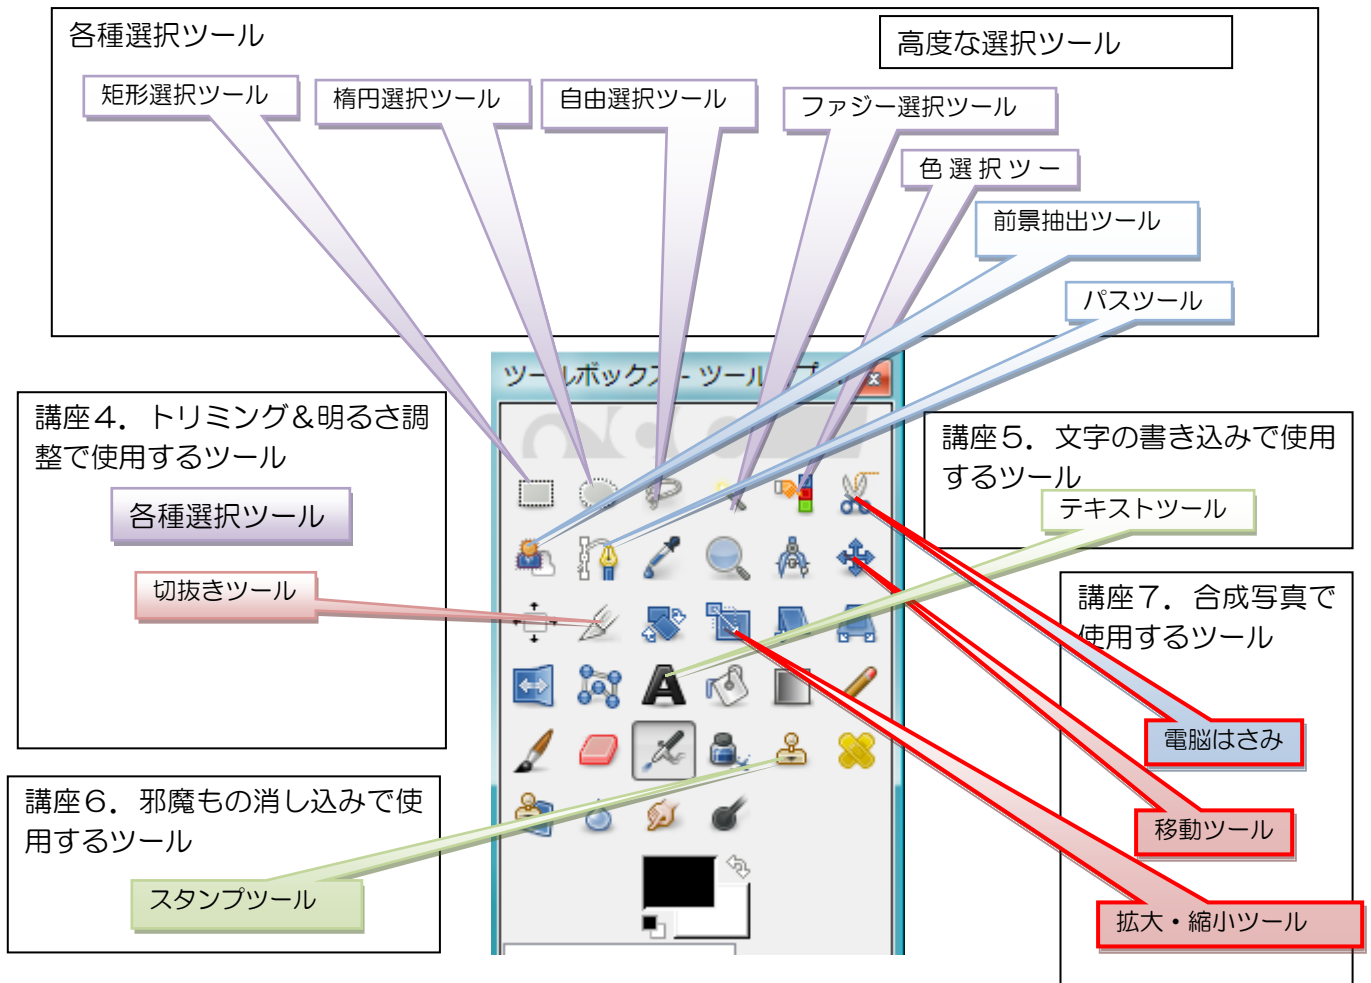 各種選択ツール
高度な選択ツール
矩形選択ツール
楕円選択ツール
自由選択ツール
ファジー選択ツール
色選択ツー
前景抽出ツール
パスツール
講座4．トリミング＆明るさ調
整で使用するツール
各種選択ツール
切抜きツール
講座5．文字の書き込みで使用
するツール
テキストツール
講座7．合成写真で
使用するツール
電脳はさみ
移動ツール
拡大・縮小ツール
講座6．邪魔もの消し込みで使
用するツール
スタンプツール